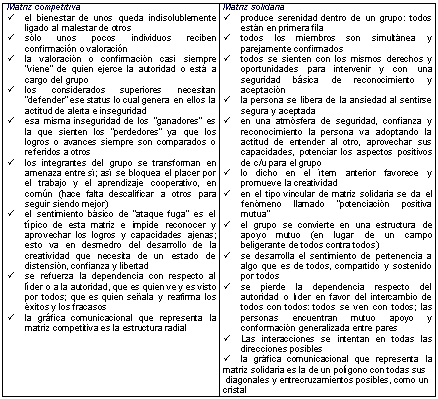 Matriz competitiva
✓ el bienestar de unos queda indisolublemente
ligado al malestar de otros
✓ sólo unos pocos individuos reciben
confirmación o valoración
✓ la valoración o confirmación casi siempre
"viene" de quien ejerce la autoridad o está a
cargo del grupo
✓ los considerados superiores necesitan
"defender" ese status lo cual genera en ellos la
actitud de alerta e inseguridad
✓ esa misma inseguridad de los "ganadores" es
la que sienten los "perdedores" ya que los
logros o avances siempre son comparados o
referidos a otros
✓ los integrantes del grupo se transforman en
amenaza entre sí; así se bloquea el placer por
el trabajo y el aprendizaje cooperativo, en
común (hace falta descalificar a otros para
seguir siendo mejor)
✓ el sentimiento básico de "ataque fuga" es el
típico de esta matriz e impide reconocer y
aprovechar los logros y capacidades ajenas;
esto va en desmedro del desarrollo de la
creatividad que necesita de un estado de
distensión, confianza y libertad
✓ se refuerza la dependencia con respecto al
líder o a la autoridad, que es quien ve y es visto
por todos; que es quien señala y reafirma los
éxitos y los fracasos
✓ la gráfica comunicacional que representa la
matriz competitiva es la estructura radial
Matriz solidaria
✓ produce serenidad dentro de un grupo: todos
están en primera fila
✓ todos los miembros son simultánea y
parejamente confirmados
✓ todos se sienten con los mismos derechos y
oportunidades para intervenir y con una
seguridad básica de reconocimiento y
aceptación
✓ la persona se libera de la ansiedad al sentirse
segura y aceptada
✓ en una atmósfera de seguridad, confianza y
reconocimiento la persona va adoptando la
actitud de entender al otro, aprovechar sus
capacidades, potenciar los aspectos positivos
de c/u para el grupo
✓ lo dicho en el ítem anterior favorece y
promueve la creatividad
✓ en el tipo vincular de matriz solidaria se da el
fenómeno llamado "potenciación positiva
mutua"
✓ el grupo se convierte en una estructura de
apoyo mutuo (en lugar de un campo
beligerante de todos contra todos)
✓ se desarrolla el sentimiento de pertenencia a
algo que es de todos, compartido y sostenido
por todos
✓ se pierde la dependencia respecto del
autoridad o líder en favor del intercambio de
todos con todos: todos se ven con todos; las
personas encuentran mutuo apoyo y
conformación generalizada entre pares
✓ Las interacciones se intentan en todas las
direcciones posibles
✓ la gráfica comunicacional que representa la
matriz solidaria es la de un polígono con todas sus
diagonales y entrecruzamientos posibles, como un
cristal